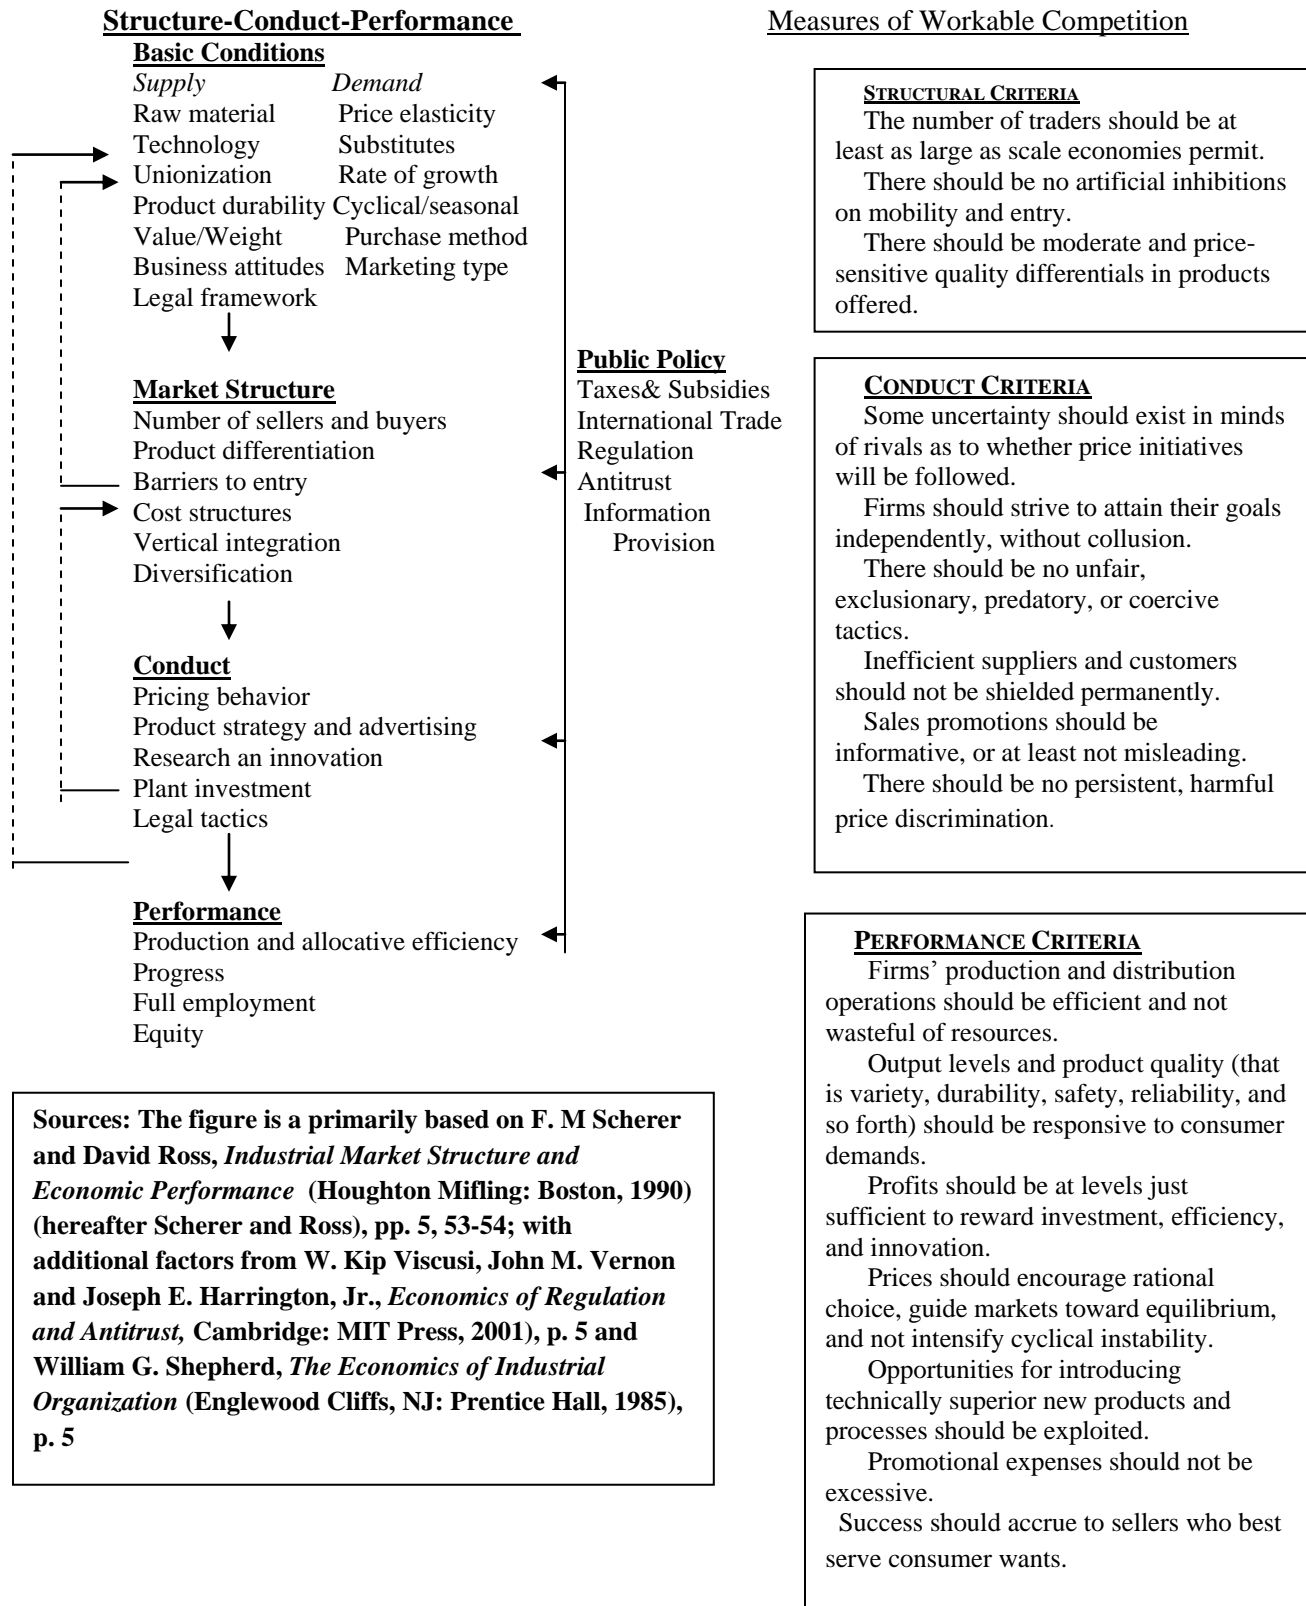 Structure-Conduct-Performance
Basic Conditions
Supply Demand
Raw material Price elasticity
Technology Substitutes
Unionization Rate of growth
Product durability Cyclical/seasonal
Value/Weight Purchase method
Business attitudes Marketing type
Legal framework
Market Structure
Number of sellers and buyers
Product differentiation
Barriers to entry
Cost structures
Vertical integration
Diversification
Conduct
Pricing behavior
Product strategy and advertising
Research an innovation
Plant investment
Legal tactics
Performance
Production and allocative efficiency
Progress
Full employment
Equity
Public Policy
Taxes& Subsidies
International Trade
Regulation
Antitrust
Information
Provision
Sources: The figure is a primarily based on F. M Scherer
and David Ross, Industrial Market Structure and
Economic Performance (Houghton Mifling: Boston, 1990)
(hereafter Scherer and Ross), pp. 5, 53-54; with
additional factors from W. Kip Viscusi, John M. Vernon
and Joseph E. Harrington, Jr., Economics of Regulation
and Antitrust, Cambridge: MIT Press, 2001), p. 5 and
William G. Shepherd, The Economics of Industrial
Organization (Englewood Cliffs, NJ: Prentice Hall, 1985),
p. 5
Measures of Workable Competition
STRUCTURAL CRITERIA
The number of traders should be at
least as large as scale economies permit.
There should be no artificial inhibitions
on mobility and entry.
There should be moderate and price-
sensitive quality differentials in products
offered.
CONDUCT CRITERIA
Some uncertainty should exist in minds
of rivals as to whether price initiatives
will be followed.
Firms should strive to attain their goals
independently, without collusion.
There should be no unfair,
exclusionary, predatory, or coercive
tactics.
Inefficient suppliers and customers
should not be shielded permanently.
Sales promotions should be
informative, or at least not misleading.
There should be no persistent, harmful
price discrimination.
PERFORMANCE CRITERIA
Firms’ production and distribution
operations should be efficient and not
wasteful of resources.
Output levels and product quality (that
is variety, durability, safety, reliability, and
so forth) should be responsive to consumer
demands.
Profits should be at levels just
sufficient to reward investment, efficiency,
and innovation.
Prices should encourage rational
choice, guide markets toward equilibrium,
and not intensify cyclical instability.
Opportunities for introducing
technically superior new products and
processes should be exploited.
Promotional expenses should not be
excessive.
Success should accrue to sellers who best
serve consumer wants.